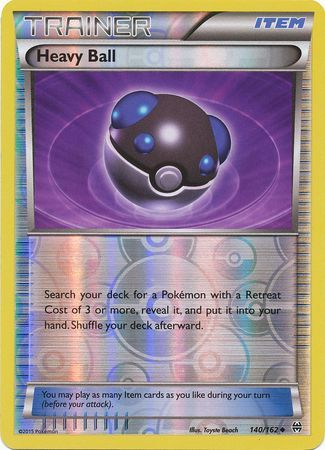 TRAINER
ITEM
Heavy Ball
Search your deck for a Pokémon with a Retreat
Cost of 3 or more, reveal it, and put it into your
hand. Shuffle your deck afterward.
You may play as many Item cards as you like during your turn
(before your attack).
©2015 Pokémon
Illus. Toyste Beach
140/162